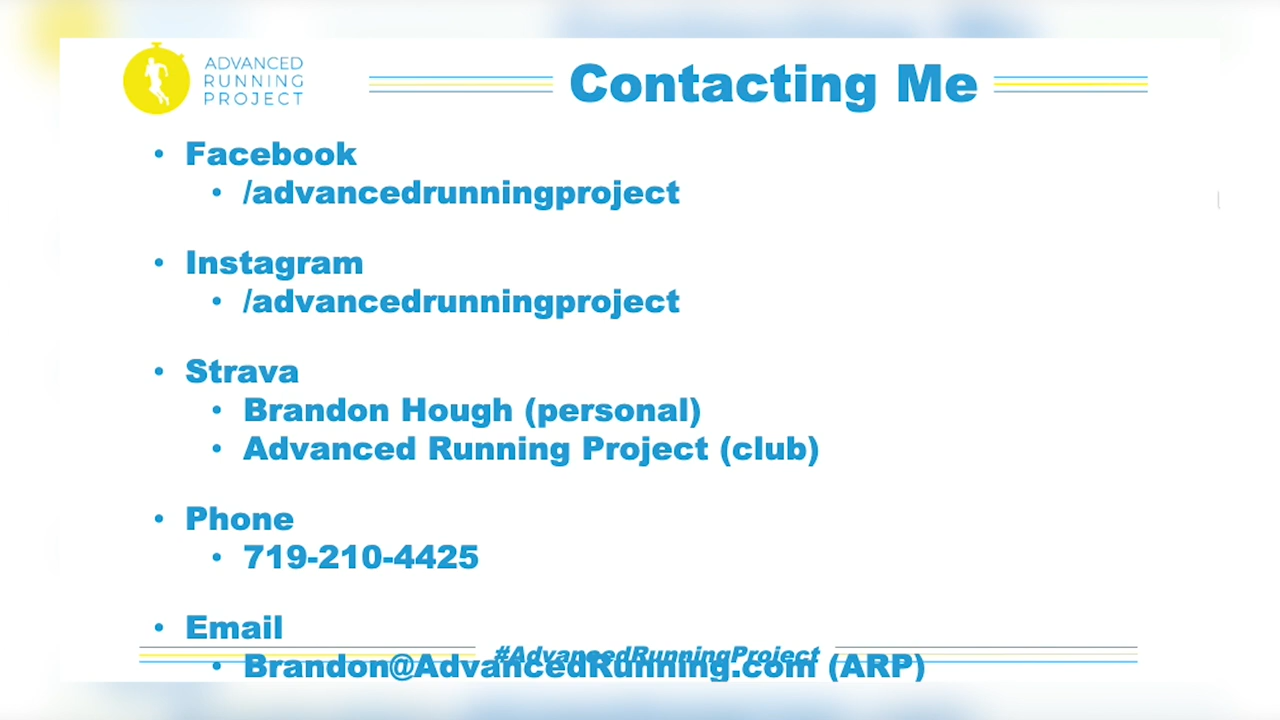 ADVANCED
RUNNING
PROJECT
Contacting Me
• Facebook
• /advancedrunningproject
• Instagram
• /advancedrunningproject
• Strava
• Brandon Hough (personal)
• Advanced Running Project (club)
• Phone
• 719-210-4425
• Email
#AdvancedRunningProject
• Brandon@AdvancedRunning.com (ARP)